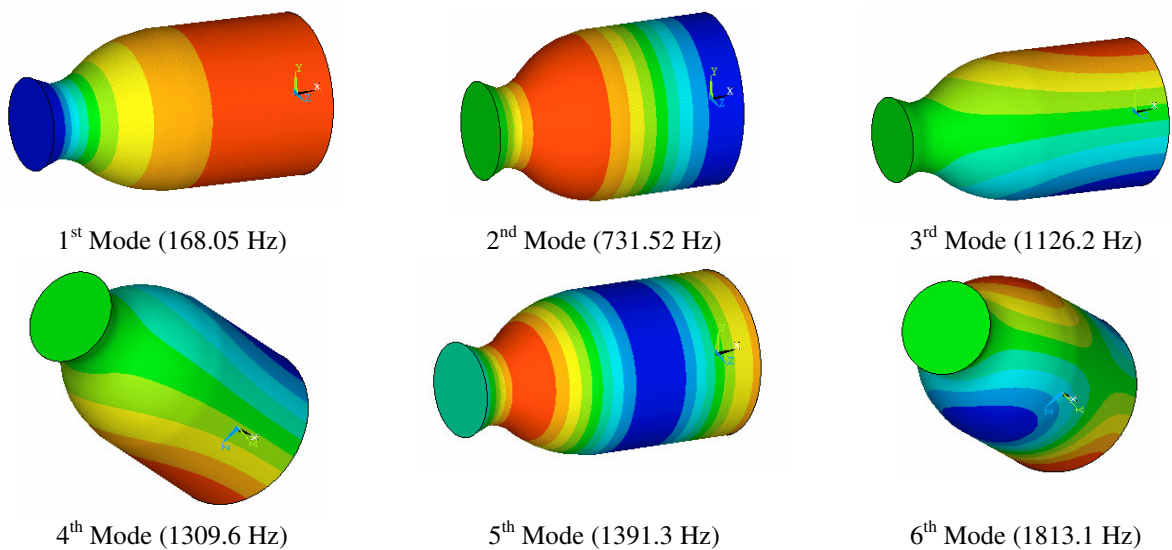 1st Mode (168.05 Hz)
2nd Mode (731.52 Hz)
3rd Mode (1126.2 Hz)
4th Mode (1309.6 Hz)
5th Mode (1391.3 Hz)
6th Mode (1813.1 Hz)